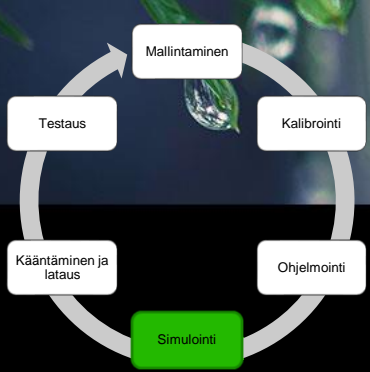 Mallintaminen
Kalibrointi
Ohjelmointi
Simulointi
Kääntäminen ja
lataus
Testaus